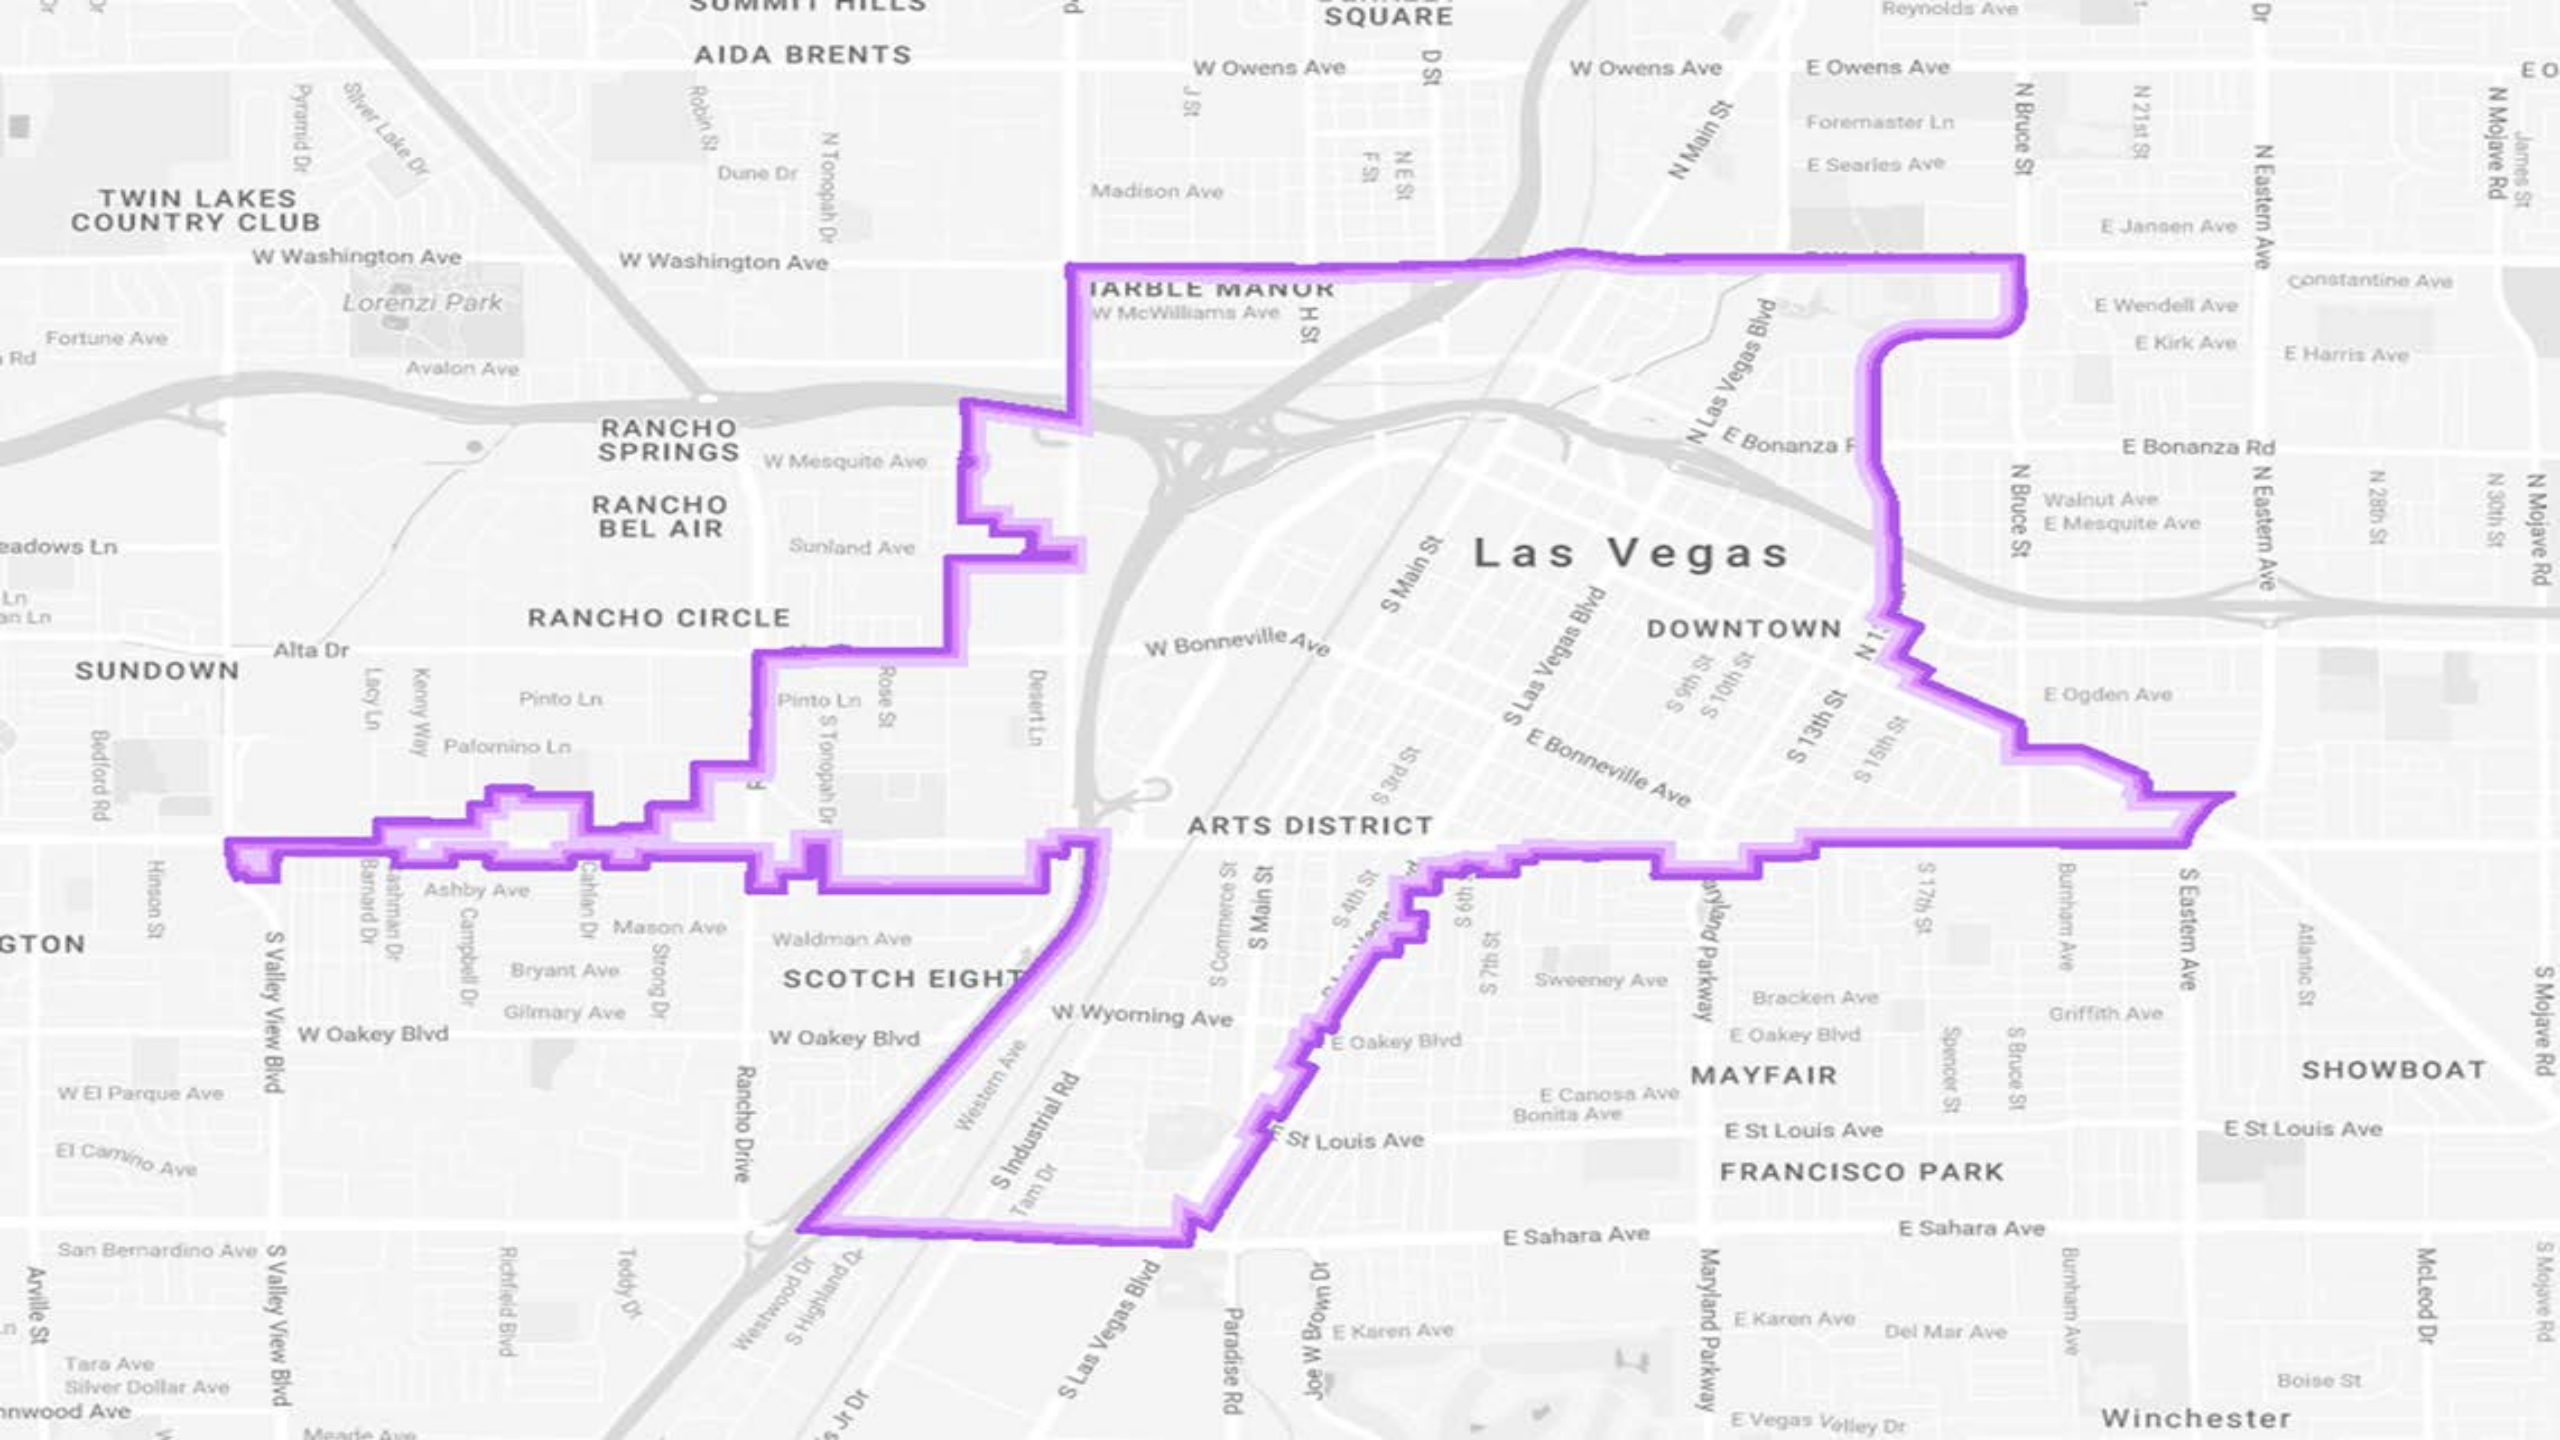 SUMMIT HILLS
SQUARE
Reynolds Ave
Dr
AIDA BRENTS
W Owens Ave
D St
W Owens Ave
E Owens Ave
Pyramid Dr
Silver Lake Dr
Robin St
J St
N Main St
Foremaster Ln
N Bruce St
N 21st St
N Mojave Rd
James St
N Tonopah Dr
Dune Dr
F St
N E St
E Searles Ave
N Eastern Ave
TWIN LAKES
COUNTRY CLUB
Madison Ave
E Jansen Ave
W Washington Ave
W Washington Ave
Lorenzi Park
W McWilliams Ave
H St
N Las Vegas Blvd
Constantine Ave
E Wendell Ave
Fortune Ave
Rd
Avalon Ave
E Kirk Ave
E Harris Ave
RANCHO
SPRINGS
W Mesquite Ave
E Bonanza
E Bonanza Rd
RANCHO
BEL AIR
N Bruce St
Walnut Ave
E Mesquite Ave
N Eastern Ave
N 28th St
N 30th St
N Mojave Rd
Sunland Ave
Las Vegas
S Main St
Ln
RANCHO CIRCLE
DOWNTOWN
S Las Vegas Blvd
Alta Dr
W Bonneville Ave
SUNDOWN
Lacy Ln
Kenny Way
Pinto Ln
Pinto Ln
Rose St
Desert Ln
S 9th St
S 10th St
S 13th St
S 15th St
E Ogden Ave
Bedford Rd
Palomino Ln
S Tonopah Dr
E Bonneville Ave
S 3rd St
ARTS DISTRICT
Hinson St
Barnard Dr
Ashby Ave
Cahlan Dr
Campbell Dr
Mason Ave
Waldman Ave
S Commerce St
S Main St
S 4th St
S 6th
S 7th St
S 17th St
Burnham Ave
S Eastern Ave
Atlantic St
S Valley View Blvd
Bryant Ave
Strong Dr
SCOTCH EIGHT
Sweeney Ave
Bracken Ave
S Mojave Rd
Gilmary Ave
W Wyoming Ave
Griffith Ave
W Oakey Blvd
W Oakey Blvd
E Oakey Blvd
E Oakey Blvd
Spencer St
S Bruce St
SHOWBOAT
W El Parque Ave
Rancho Drive
Western Ave
S Industrial Rd
E Canosa Ave
Bonita Ave
MAYFAIR
El Camino Ave
Tam Dr
St Louis Ave
E St Louis Ave
E St Louis Ave
FRANCISCO PARK
E Sahara Ave
E Sahara Ave
San Bernardino Ave
S Valley View Blvd
Richfield Blvd
Teddy Dr
Westwood Dr
S Highland Dr
Arville St
S Las Vegas Blvd
Paradise Rd
Joe W Brown Dr
E Karen Ave
Maryland Parkway
E Karen Ave
Del Mar Ave
Burnham Ave
McLeod Dr
S Mojave Rd
Tara Ave
Silver Dollar Ave
Boise St
Jr Dr
Meade Ave
E Vegas Valley Dr
Winchester